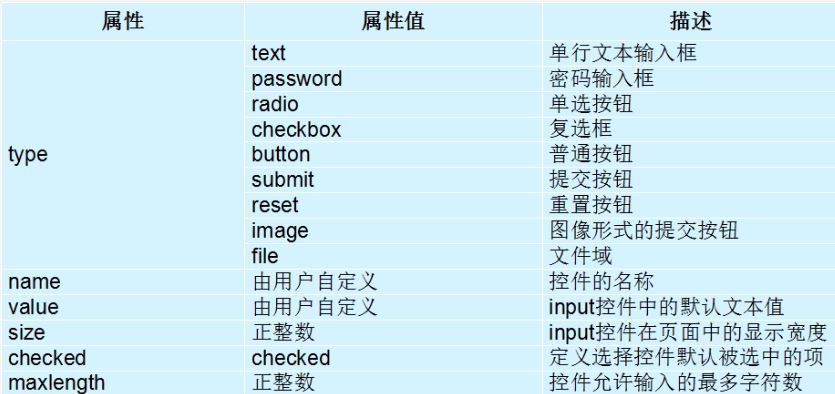 属性 属性值 描述
text 单行文本输入框
password 密码输入框
radio 单选按钮
checkbox 复选框
type button 普通按钮
submit 提交按钮
reset 重置按钮
image 图像形式的提交按钮
file 文件域
name 由用户自定义 控件的名称
value 由用户自定义 input控件中的默认文本值
size 正整数 input控件在页面中的显示宽度
checked checked 定义选择控件默认被选中的项
maxlength 正整数 控件允许输入的最多字符数